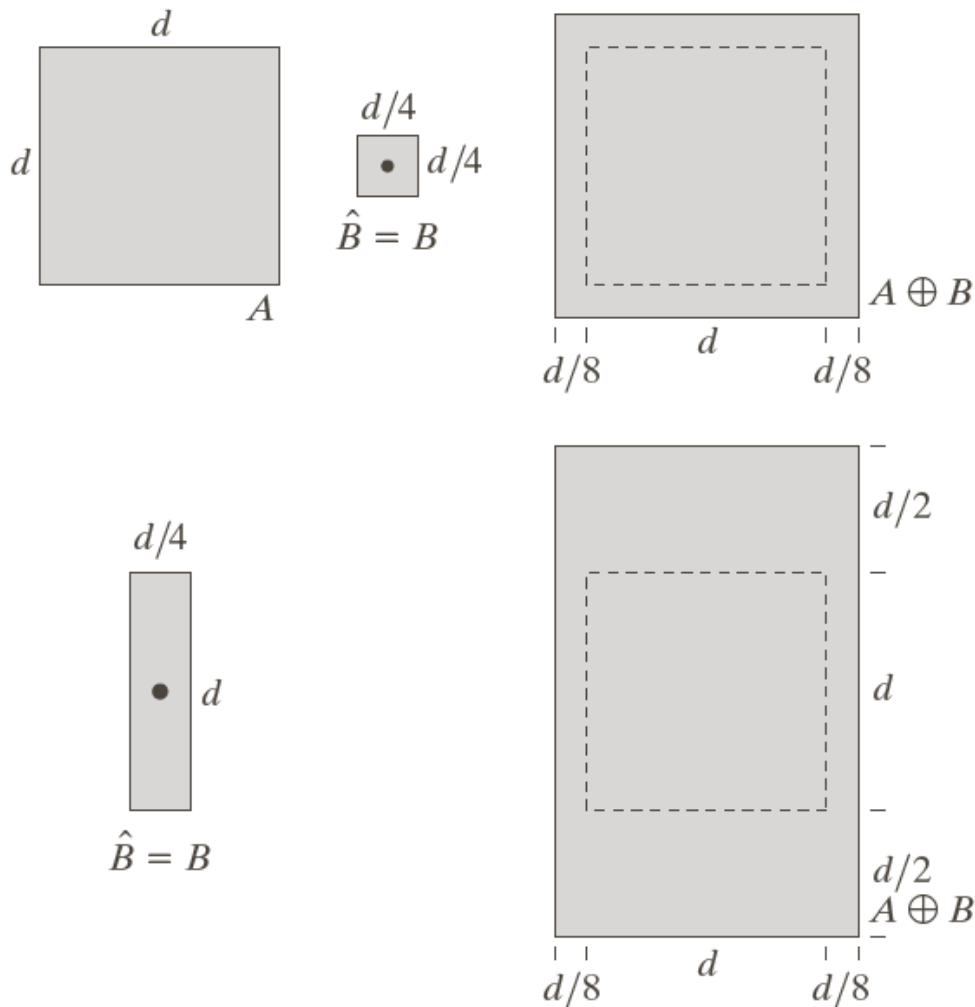 d
d
A
d/4
d/4
B̂ = B
A ⊕ B
d
d/8
d/8
d/4
d
B̂ = B
d/2
d
d/2
A ⊕ B
d
d/8
d/8